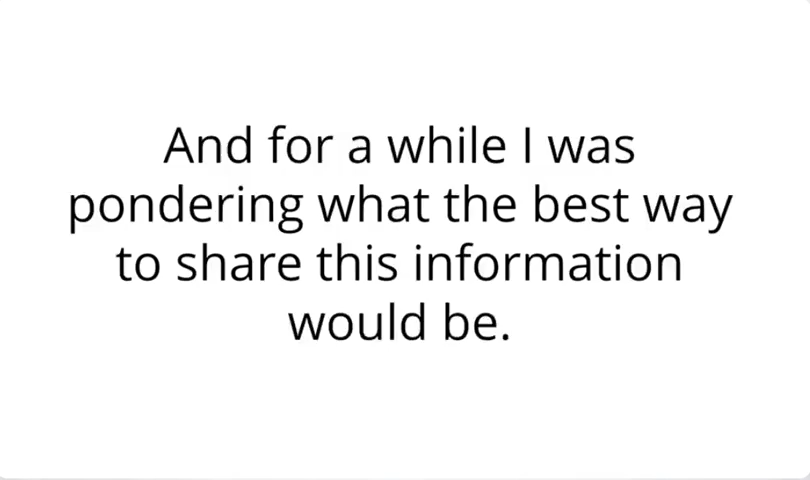 And for a while I was
pondering what the best way
to share this information
would be.